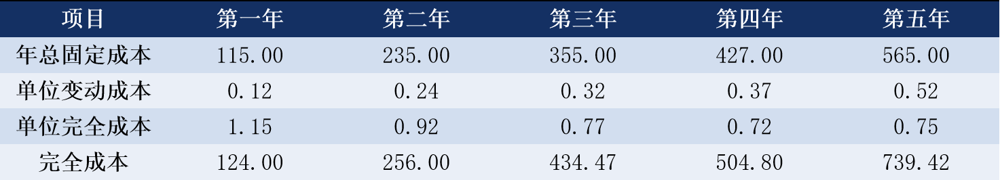 项目 第一年 第二年 第三年 第四年 第五年
年总固定成本 115.00 235.00 355.00 427.00 565.00
单位变动成本 0.12 0.24 0.32 0.37 0.52
单位完全成本 1.15 0.92 0.77 0.72 0.75
完全成本 124.00 256.00 434.47 504.80 739.42